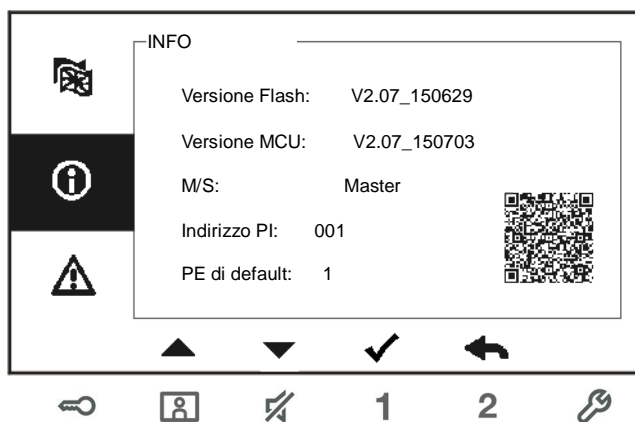 INFO
Versione Flash: V2.07_150629
Versione MCU: V2.07_150703
M/S: Master
Indirizzo PI: 001
PE di default: 1
1 2